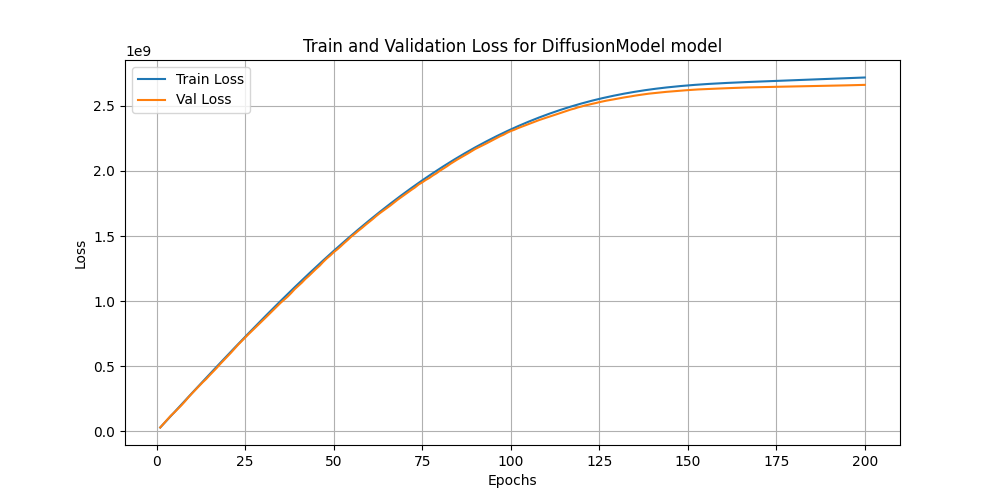 Train and Validation Loss for DiffusionModel model
1e9
Train Loss
Val Loss
2.5
2.0
1.5
1.0
0.5
0.0
Loss
0 25 50 75 100 125 150 175 200
Epochs